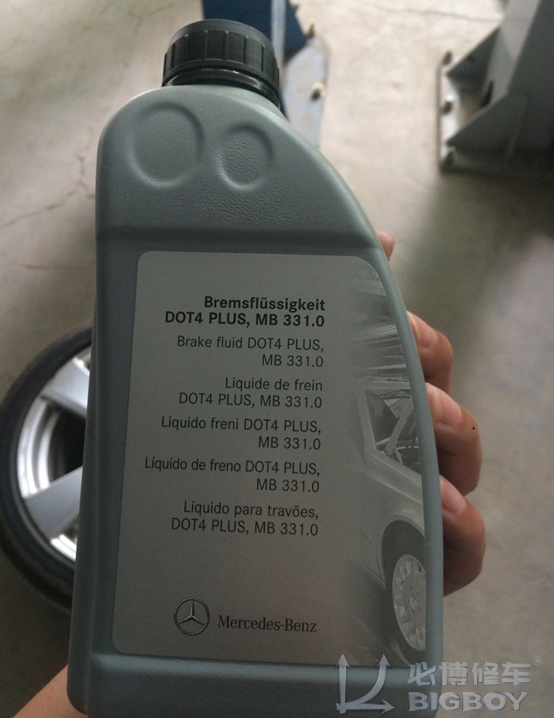 Bremsflüssigkeit
DOT4 PLUS, MB 331.0
Brake fluid DOT4 PLUS,
MB 331.0
Liquide de frein
DOT4 PLUS, MB 331.0
Liquido freni DOT4 PLUS,
MB 331.0
Líquido de freno DOT4 PLUS,
MB 331.0
Líquido para travões,
DOT4 PLUS, MB 331.0
Mercedes-Benz
必博修车®
BIGBOY